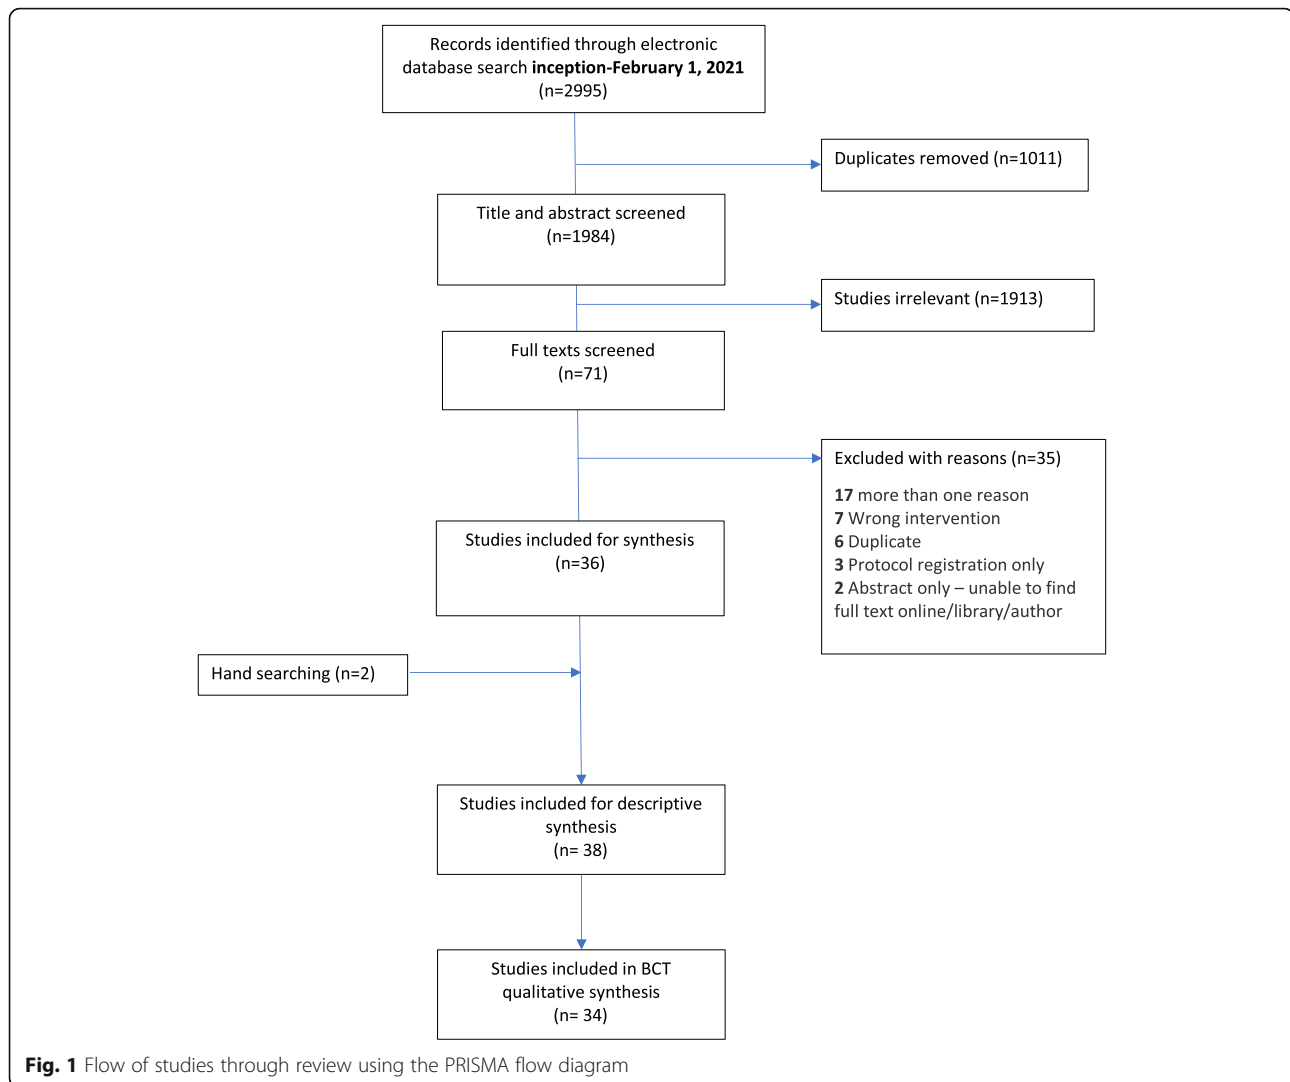 Records identified through electronic
database search inception-February 1, 2021
(n=2995)
Duplicates removed (n=1011)
Title and abstract screened
(n=1984)
Studies irrelevant (n=1913)
Full texts screened
(n=71)
Excluded with reasons (n=35)
17 more than one reason
7 Wrong intervention
6 Duplicate
3 Protocol registration only
2 Abstract only – unable to find
full text online/library/author
Studies included for synthesis
(n=36)
Hand searching (n=2)
Studies included for descriptive
synthesis
(n= 38)
Studies included in BCT
qualitative synthesis
(n= 34)
Fig. 1 Flow of studies through review using the PRISMA flow diagram